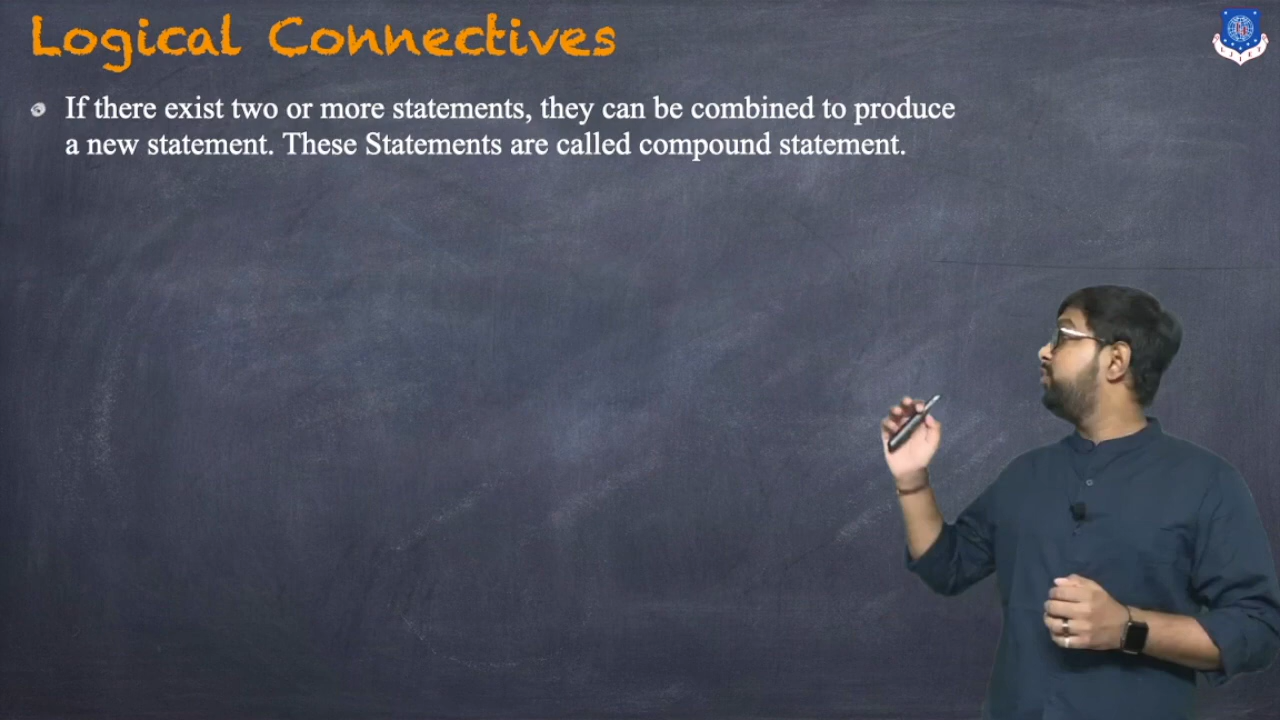 Logical Connectives
If there exist two or more statements, they can be combined to produce
a new statement. These Statements are called compound statement.